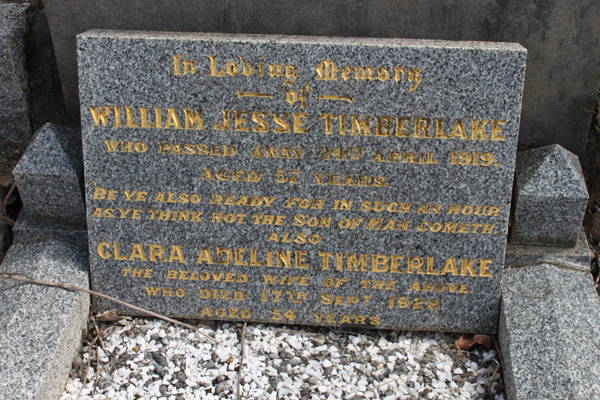 In Loving Memory
of
WILLIAM JESSE TIMBERLAKE
WHO PASSED AWAY 24TH APRIL 1919.
AGED 52 YEARS.
BE YE ALSO READY FOR IN SUCH AN HOUR
AS YE THINK NOT THE SON OF MAN COMETH.
ALSO
CLARA ADELINE TIMBERLAKE
THE BELOVED WIFE OF THE ABOVE
WHO DIED 17TH SEPT
AGED 54 YEARS